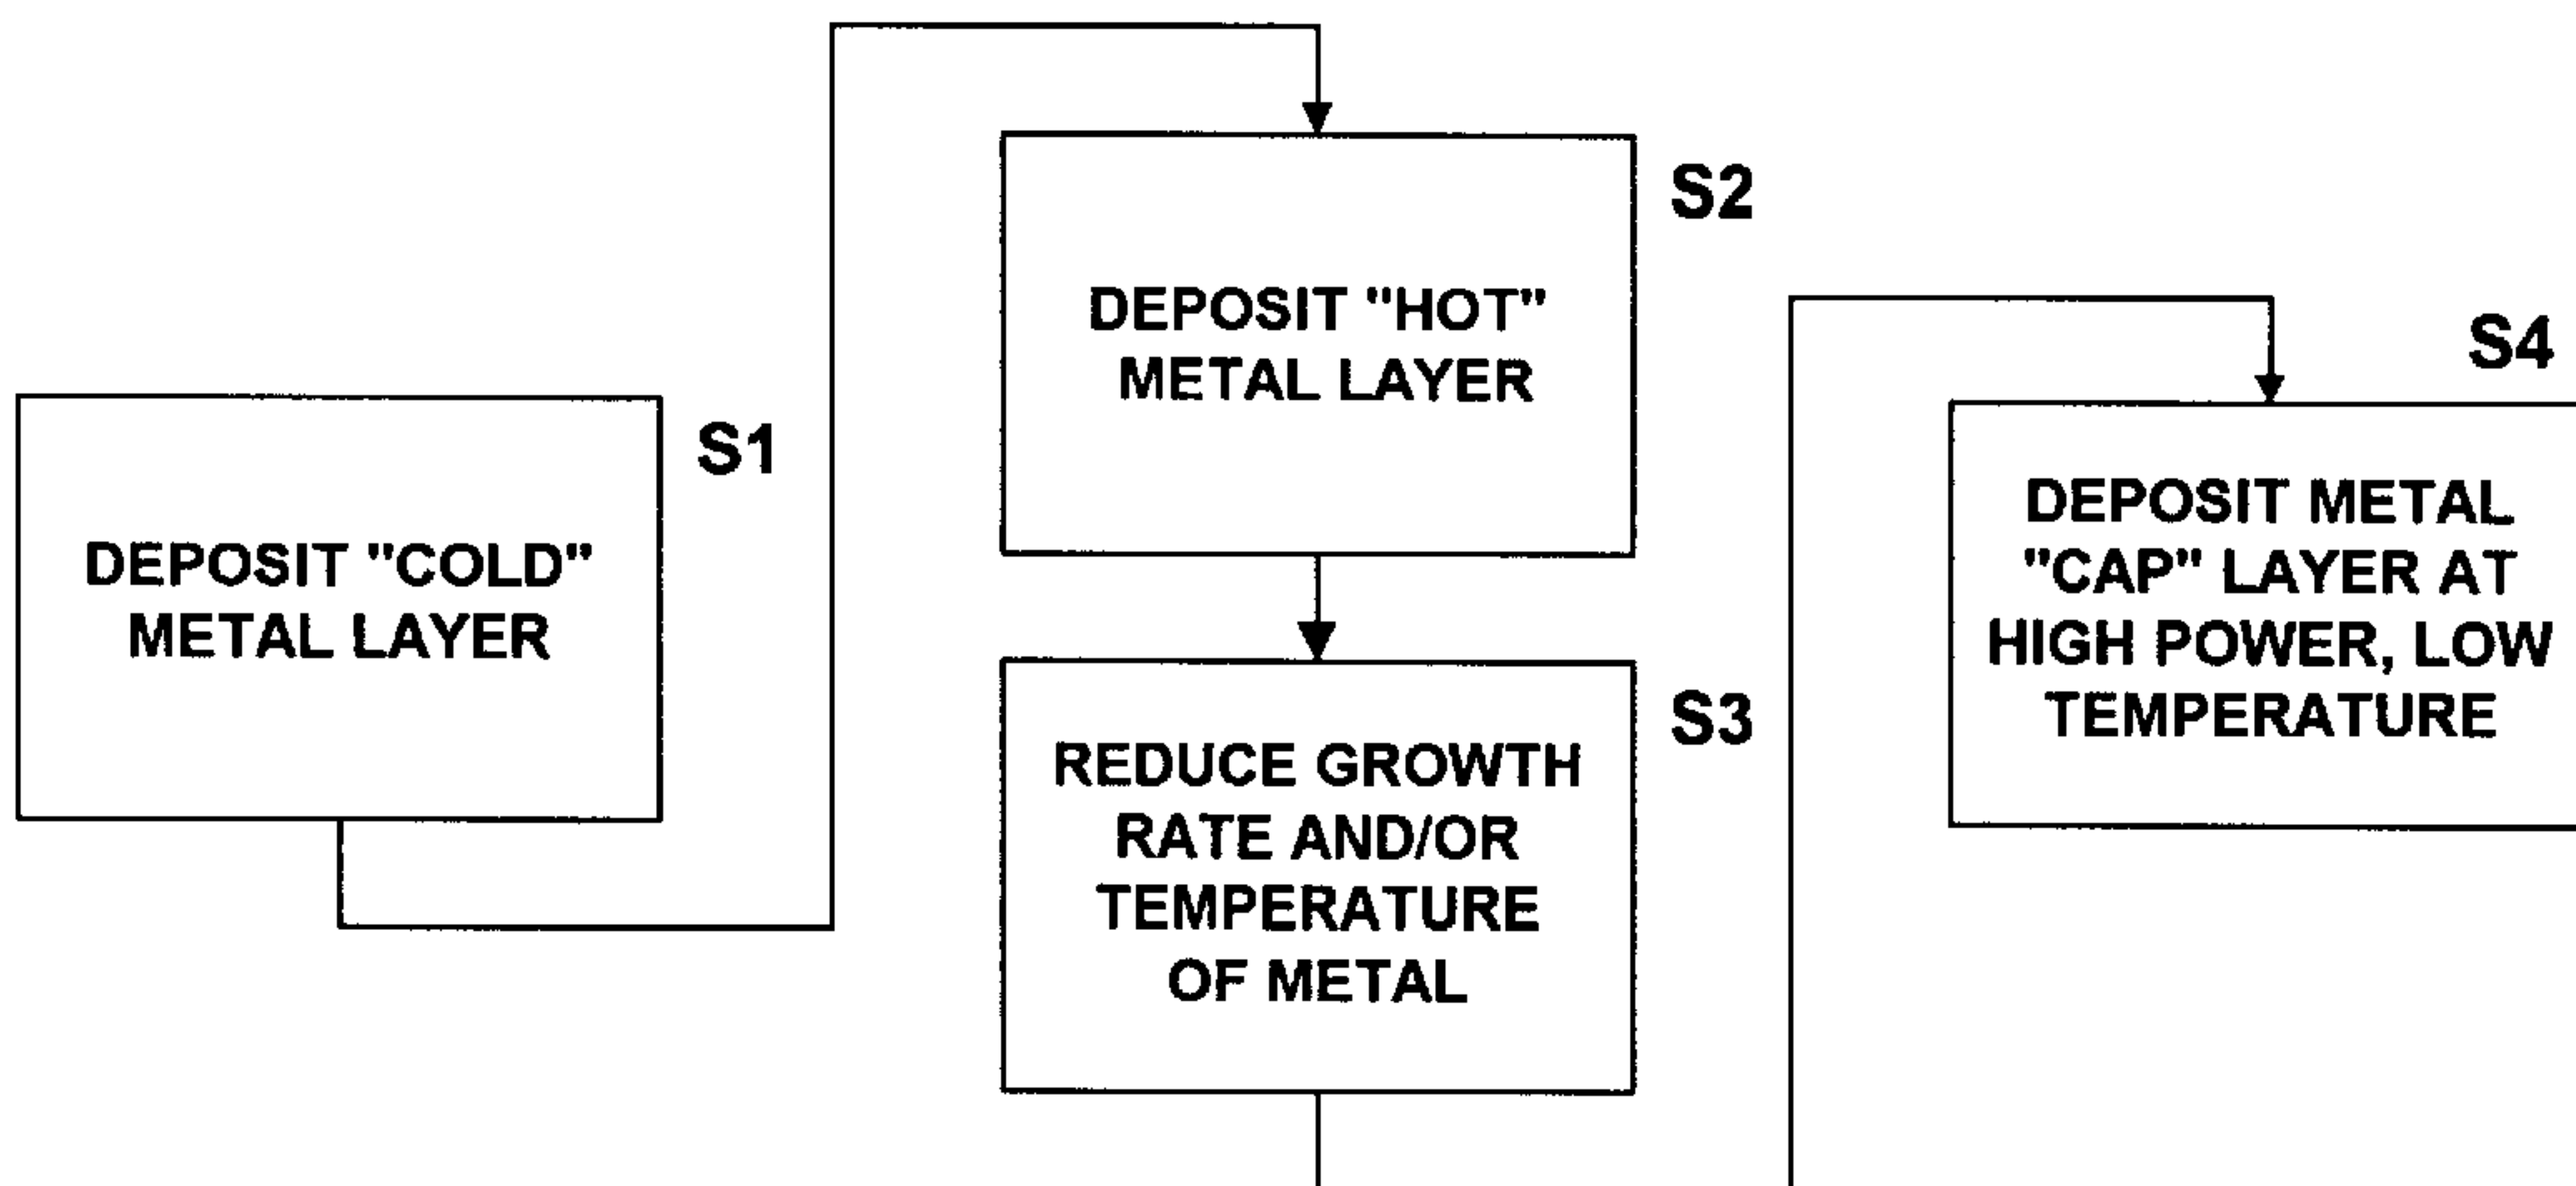 S1
DEPOSIT "COLD"
METAL LAYER
S2
DEPOSIT "HOT"
METAL LAYER
S3
REDUCE GROWTH
RATE AND/OR
TEMPERATURE
OF METAL
S4
DEPOSIT METAL
"CAP" LAYER AT
HIGH POWER, LOW
TEMPERATURE